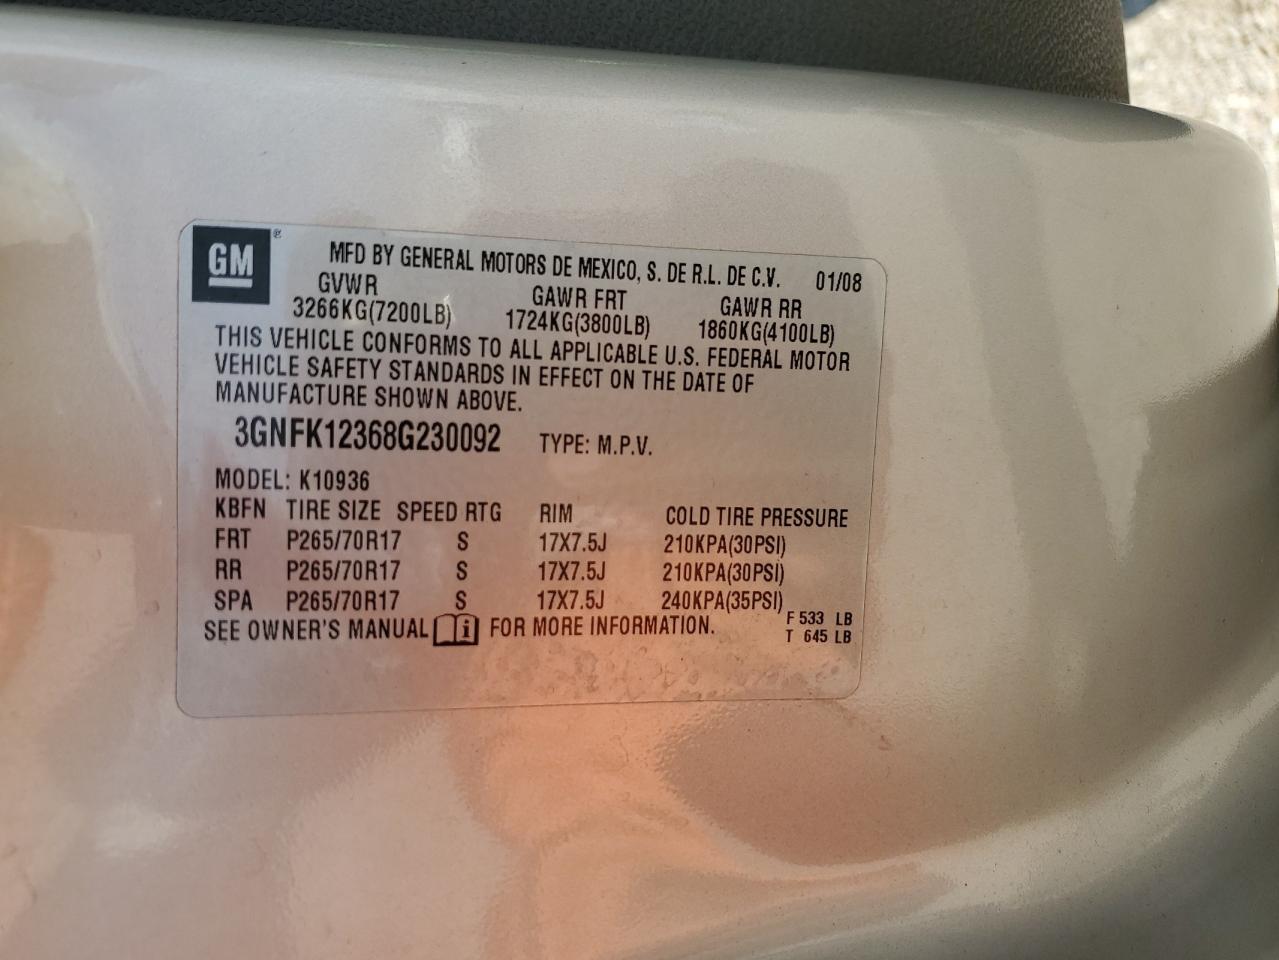 GM ® MFD BY GENERAL MOTORS DE MEXICO, S. DE R.L. DE C.V. 01/08
GVWR GAWR FRT GAWR RR
3266KG(7200LB) 1724KG(3800LB) 1860KG(4100LB)
THIS VEHICLE CONFORMS TO ALL APPLICABLE U.S. FEDERAL MOTOR
VEHICLE SAFETY STANDARDS IN EFFECT ON THE DATE OF
MANUFACTURE SHOWN ABOVE.
3GNFK12368G230092 TYPE: M.P.V.
MODEL: K10936
KBFN TIRE SIZE SPEED RTG RIM COLD TIRE PRESSURE
FRT P265/70R17 S 17X7.5J 210KPA(30PSI)
RR P265/70R17 S 17X7.5J 210KPA(30PSI)
SPA P265/70R17 S 17X7.5J 240KPA(35PSI)
SEE OWNER'S MANUAL i FOR MORE INFORMATION.
F 533 LB
T 645 LB